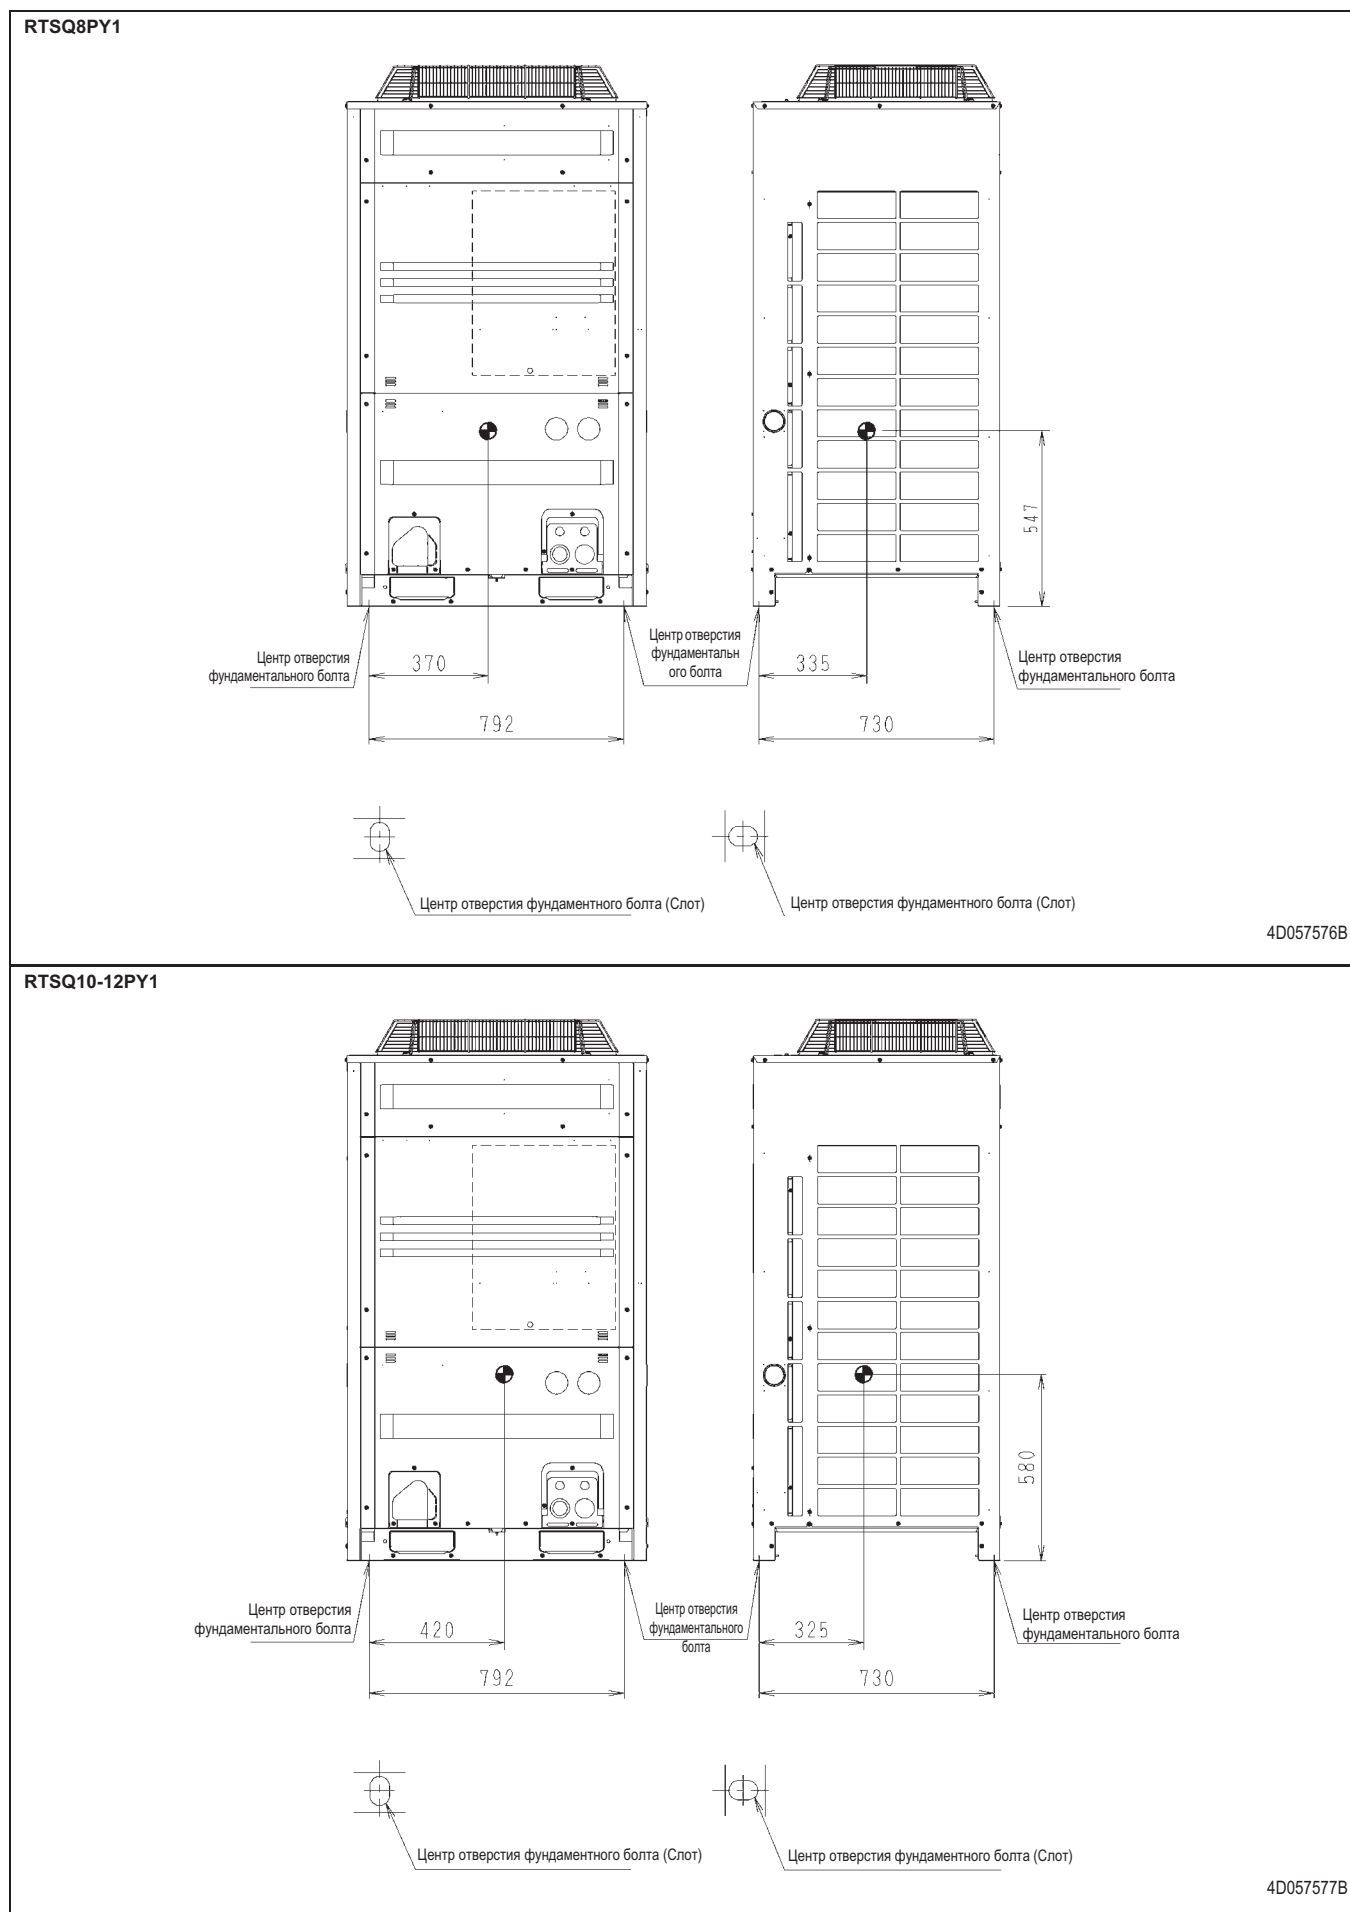 RTSQ8PY1
547
Центр отверстия
фундаментального болта
370
Центр отверстия
фундаментальн
ого болта
335
Центр отверстия
фундаментального болта
792
730
Центр отверстия фундаментного болта (Слот)
Центр отверстия фундаментного болта (Слот)
4D057576B
RTSQ10-12PY1
580
Центр отверстия
фундаментального болта
420
Центр отверстия
фундаментального
болта
325
Центр отверстия
фундаментального болта
792
730
Центр отверстия фундаментного болта (Слот)
Центр отверстия фундаментного болта (Слот)
4D057577B